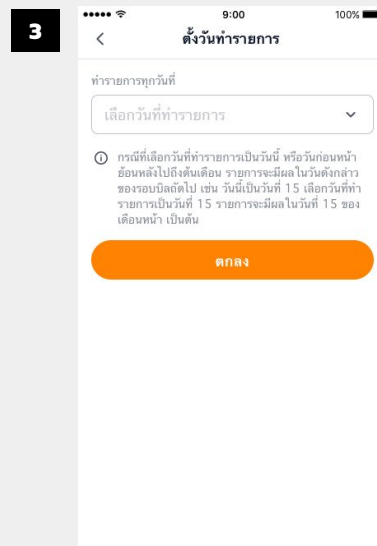 3
9:00
100%
ตั้งวันทำรายการ
ทำรายการทุกวันที่
เลือกวันที่ทำรายการ
กรณีที่เลือกวันที่ทำรายการเป็นวันนี้ หรือวันก่อนหน้า
ย้อนหลังไปถึงต้นเดือน รายการจะมีผลในวันดังกล่าว
ของรอบบิลถัดไป เช่น วันนี้เป็นวันที่ 15 เลือกวันที่ทำ
รายการเป็นวันที่ 15 รายการจะมีผลในวันที่ 15 ของ
เดือนหน้า เป็นต้น
ตกลง